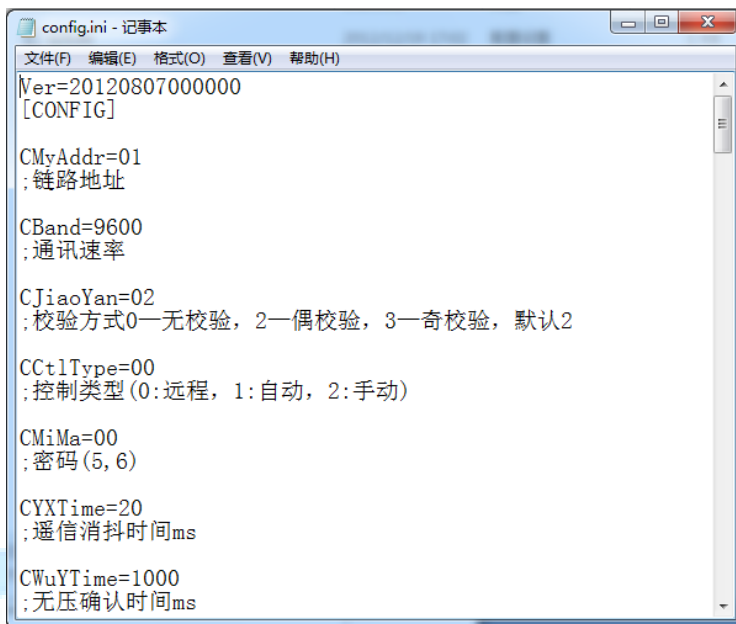 config.ini - 记事本
文件(F) 编辑(E) 格式(O) 查看(V) 帮助(H)
Ver=20120807000000
[CONFIG]
CMyAddr=01
;链路地址
CBand=9600
;通讯速率
CJiaoYan=02
;校验方式0—无校验，2—偶校验，3—奇校验，默认2
CCtlType=00
;控制类型(0:远程，1:自动，2:手动)
CMiMa=00
;密码(5,6)
CYXTime=20
;遥信消抖时间ms
CWuYTime=1000
;无压确认时间ms